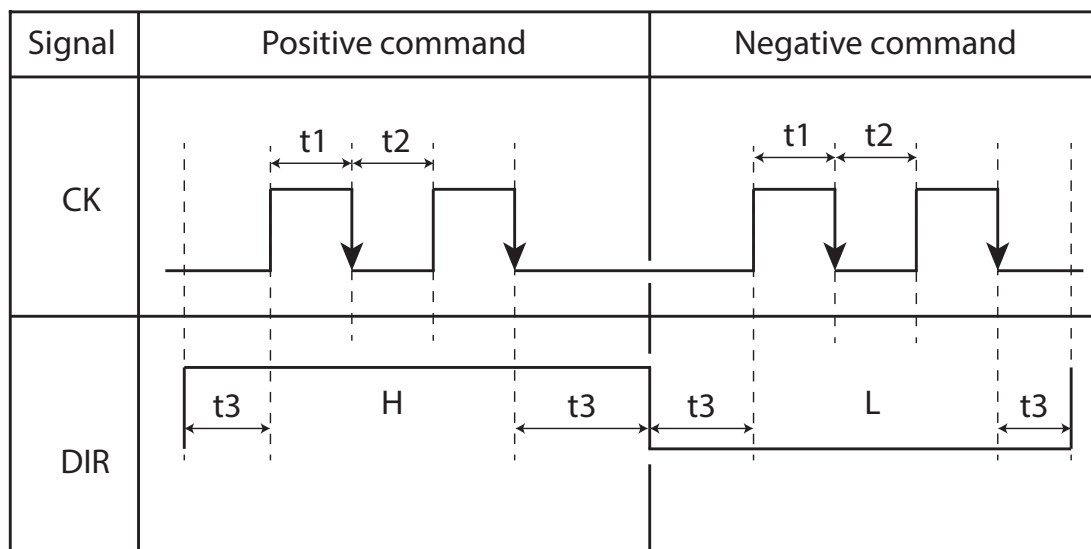 Signal Positive command Negative command
t1 t2 t1 t2
CK
t3 H t3 t3 L t3
DIR